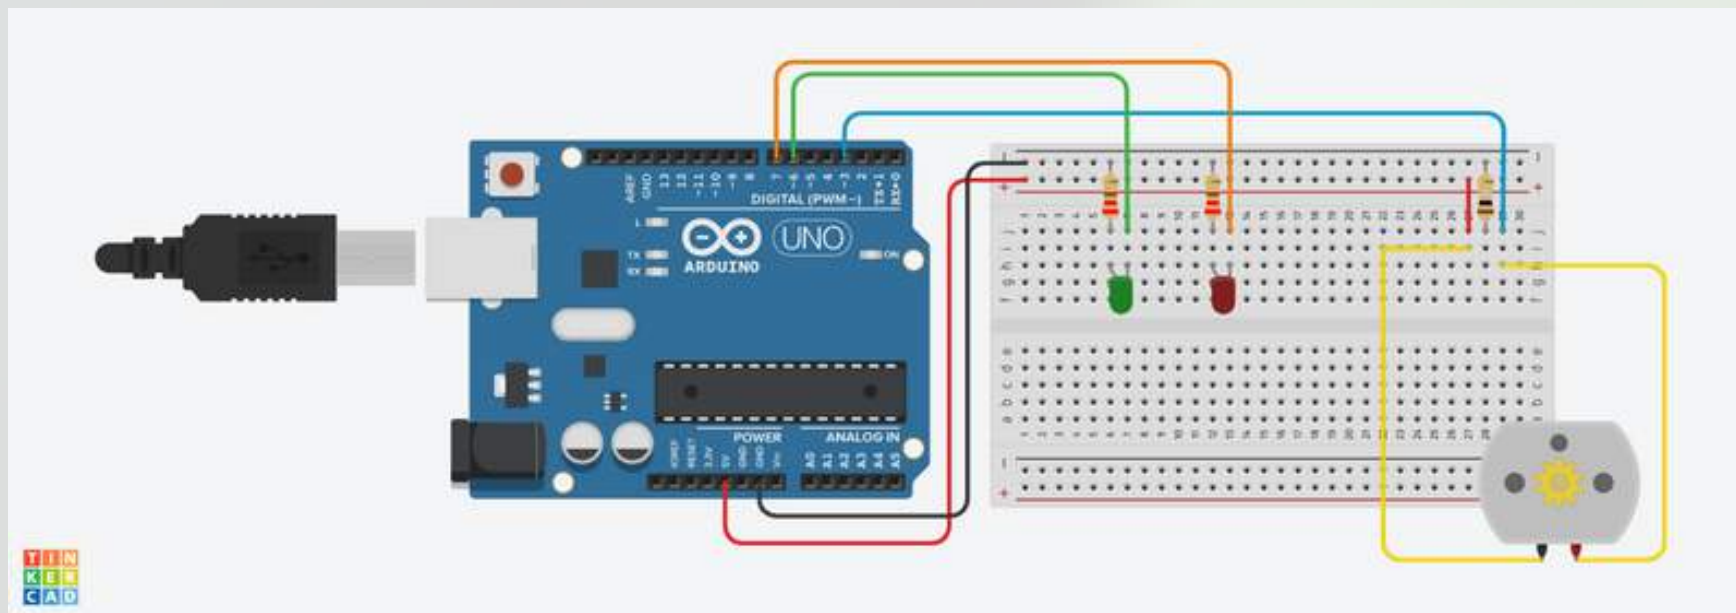 AREF
GND
13
12
~11
~10
~9
8
7
~6
~5
4
~3
2
TX→1
RX←0
DIGITAL (PWM~)
L
TX
RX
UNO
ARDUINO
ON
POWER
ANALOG IN
IOREF
RESET
3.3V
5V
GND
GND
Vin
A0
A1
A2
A3
A4
A5
TIN
KER
CAD